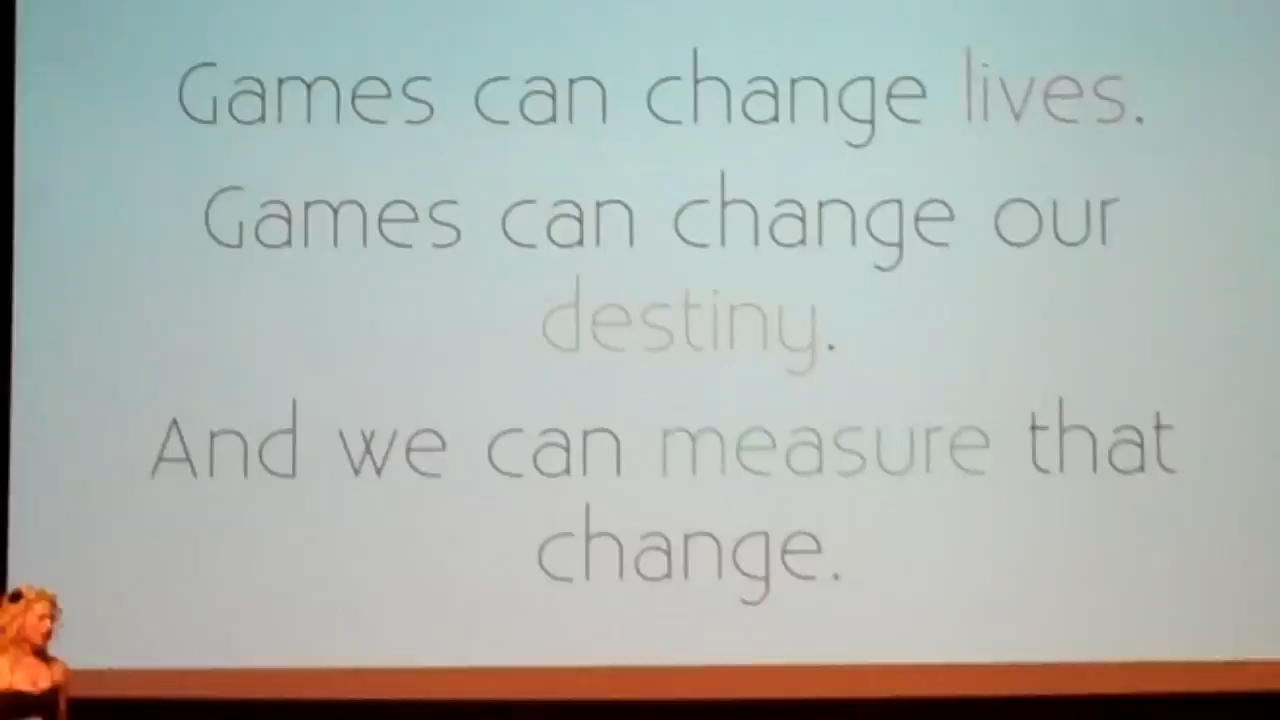 Games can change lives.
Games can change our
destiny.
And we can measure that
change.